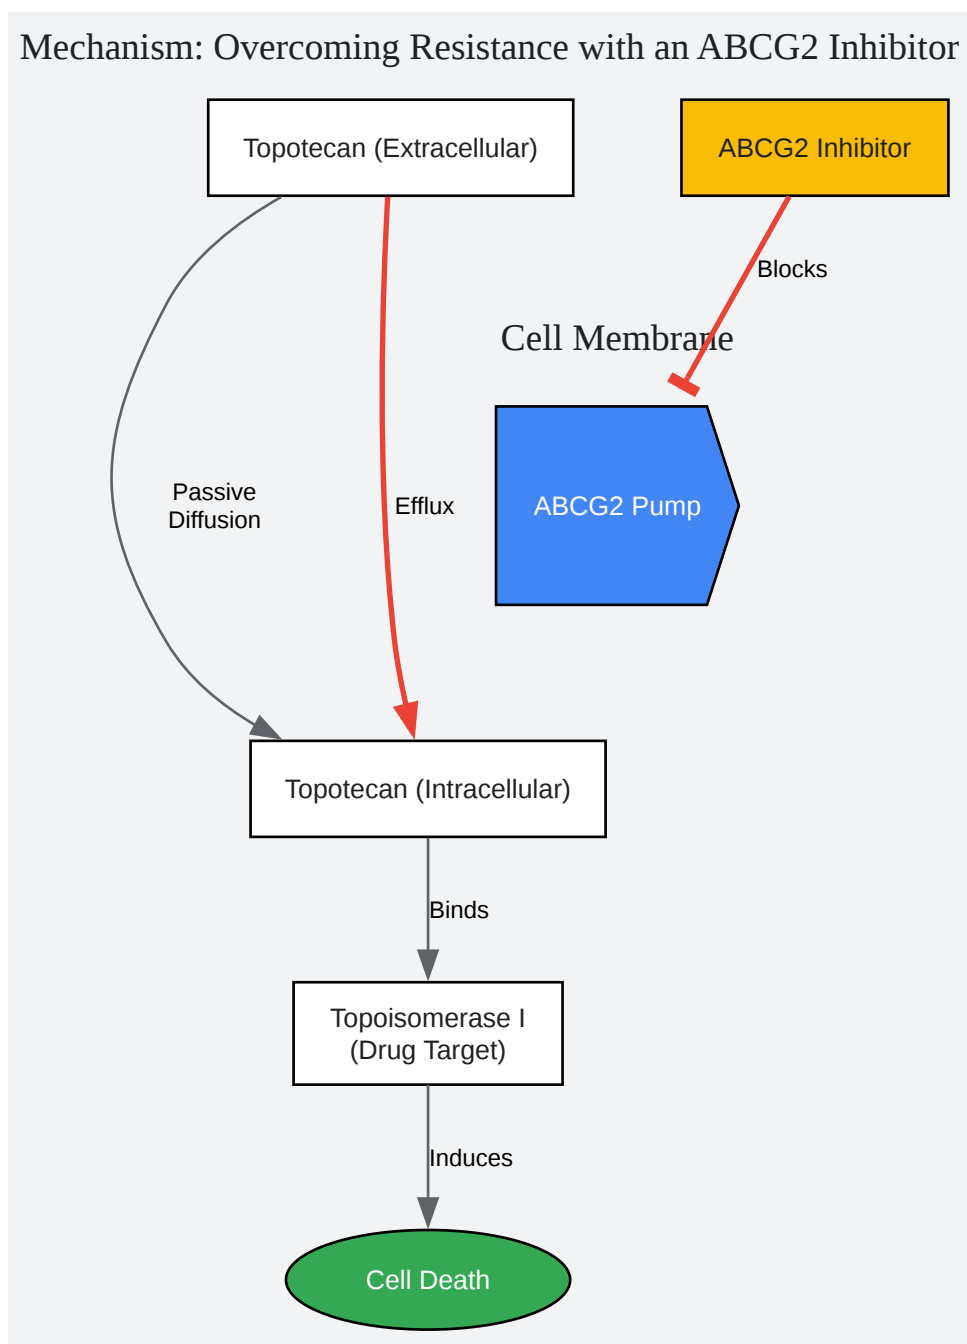 Mechanism: Overcoming Resistance with an ABCG2 Inhibitor
Topotecan (Extracellular)
ABCG2 Inhibitor
Blocks
Cell Membrane
Passive
Diffusion
Efflux
ABCG2 Pump
Topotecan (Intracellular)
Binds
Topoisomerase I
(Drug Target)
Induces
Cell Death